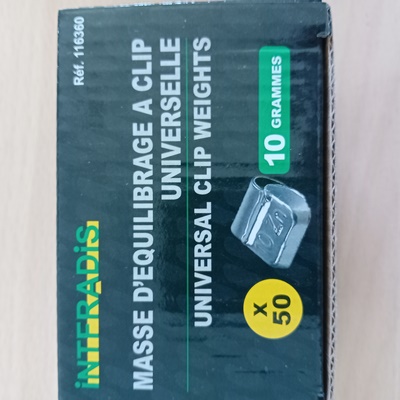 Réf. 116360
iNTERADiS
MASSE D'EQUILIBRAGE A CLIP
UNIVERSELLE
UNIVERSAL CLIP WEIGHTS
10 GRAMMES
X
50